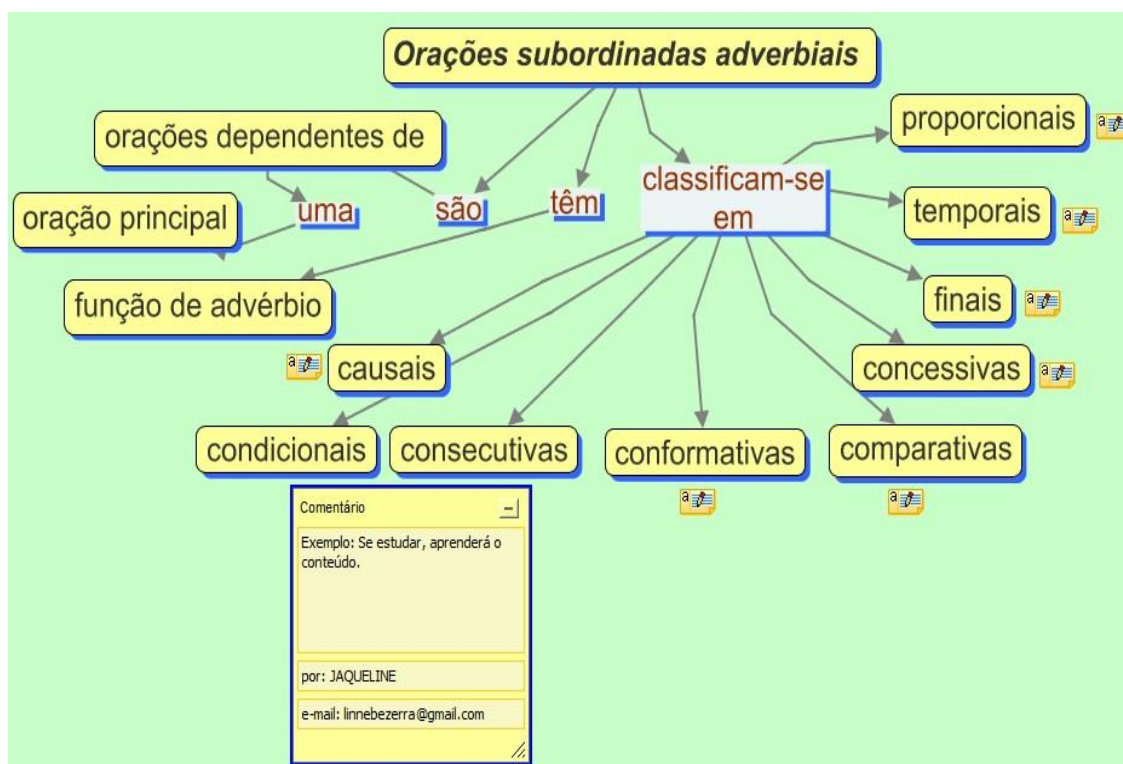 Orações subordinadas adverbiais
orações dependentes de
proporcionais
classificam-se
em
oração principal
uma
são
têm
temporais
função de advérbio
finais
causais
concessivas
condicionais
consecutivas
conformativas
comparativas
Comentário
Exemplo: Se estudar, aprenderá o
conteúdo.
por: JAQUELINE
e-mail: linnebezerra@gmail.com